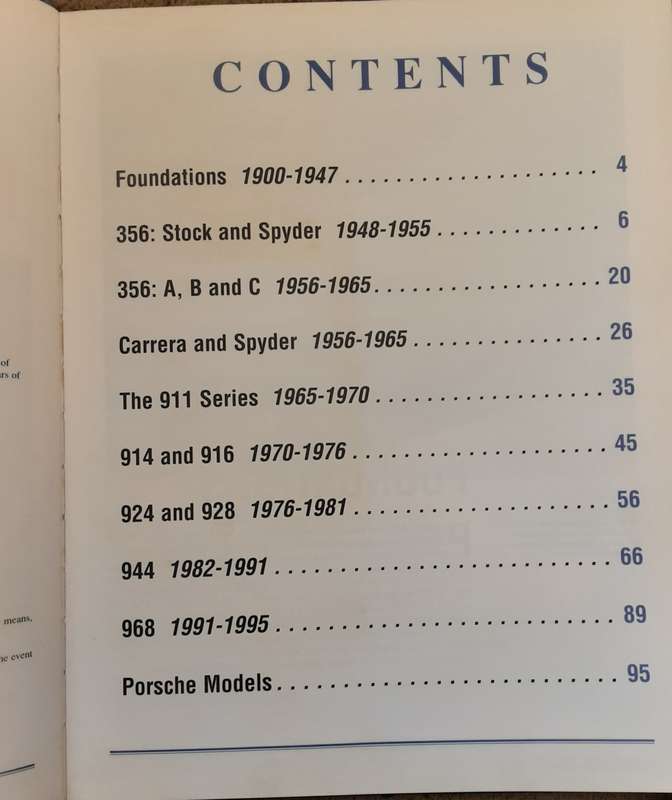 CONTENTS
Foundations 1900-1947 . . . . . . . . . . . . . . . . . . . . 4
356: Stock and Spyder 1948-1955 . . . . . . . . . . . . . 6
356: A, B and C 1956-1965 . . . . . . . . . . . . . . . . . . 20
Carrera and Spyder 1956-1965 . . . . . . . . . . . . . . . 26
The 911 Series 1965-1970 . . . . . . . . . . . . . . . . . . 35
914 and 916 1970-1976 . . . . . . . . . . . . . . . . . . . . 45
924 and 928 1976-1981 . . . . . . . . . . . . . . . . . . . . 56
944 1982-1991 . . . . . . . . . . . . . . . . . . . . . . . . . . 66
968 1991-1995 . . . . . . . . . . . . . . . . . . . . . . . . . . 89
Porsche Models . . . . . . . . . . . . . . . . . . . . . . . . . . 95
of
of
means,
event